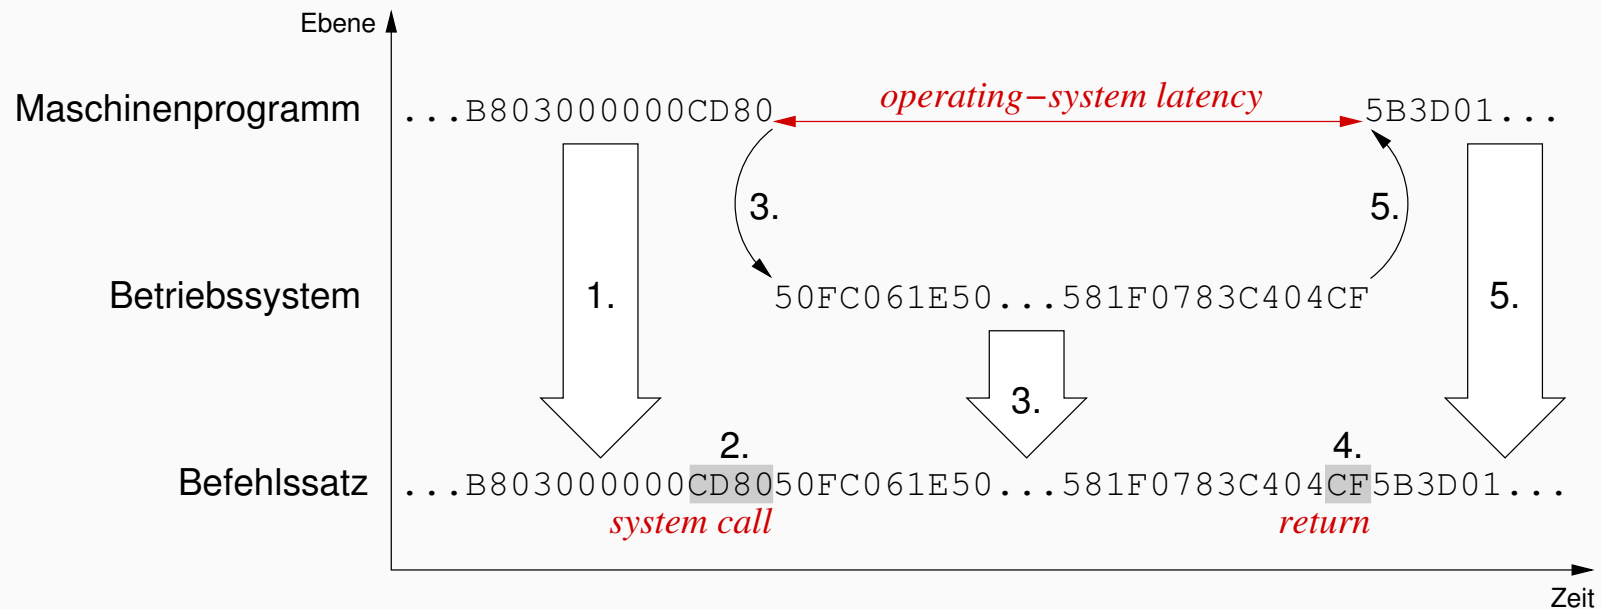 Ebene
Maschinenprogramm ...B803000000CD80 operating−system latency 5B3D01...
3. 5.
Betriebssystem 1. 50FC061E50...581F0783C404CF 5.
3.
2. 4.
Befehlssatz ...B803000000CD8050FC061E50...581F0783C404CF5B3D01...
system call return
Zeit